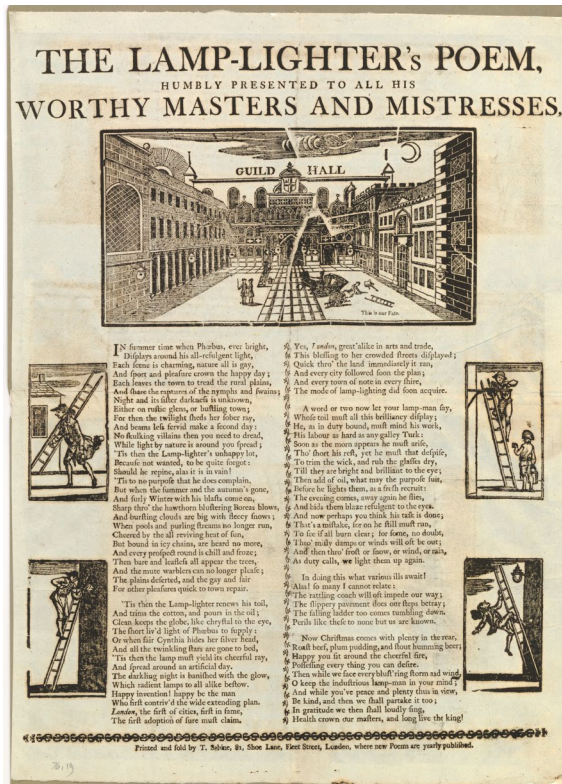 THE LAMP-LIGHTER's POEM,
HUMBLY PRESENTED TO ALL HIS
WORTHY MASTERS AND MISTRESSES,
GUILD HALL
This is our Fate.
IN summer time when Phœbus, ever bright,
Displays around his all-refulgent light,
Each scene is charming, nature all is gay,
And sport and pleasure crown the happy day;
Each leaves the town to tread the rural plains,
And share the raptures of the nymphs and swains;
Night and its sister darkness is unknown,
Either on rustic glens, or bustling town;
For then the twilight sheds her sober ray,
And beams less fervid make a second day:
No sculking villains then you need to dread,
While light by nature is around you spread;
'Tis then the Lamp-lighter's unhappy lot,
Because not wanted, to be quite forgot:
Should he repine, alas it is in vain!
'Tis to no purpose that he does complain.
But when the summer and the autumn's gone,
And surly Winter with his blasts come on,
Sharp thro' the hawthorn blustering Boreas blows,
And bursting clouds are big with fleecy snows;
When pools and purling streams no longer run,
Cheered by the all reviving heat of sun,
But bound in icy chains, are heard no more,
And every prospect round is chill and froze;
Then bare and leafless all appear the trees,
And the mute warblers can no longer please;
The plains deserted, and the gay and fair
For other pleasures quick to town repair.
'Tis then the Lamp-lighter renews his toil,
And trains the cotton, and pours in the oil;
Clean keeps the globe, like chrystal to the eye,
The short liv'd light of Phœbus to supply:
Or when fair Cynthia hides her silver head,
And all the twinkling stars are gone to bed,
'Tis then the lamp must yield its cheerful ray,
And spread around an artificial day.
The darkling night is banished with the glow,
Which radient lamps to all alike bestow.
Happy invention! happy be the man
Who first contriv'd the wide extending plan.
London, the first of cities, first in fame,
The first adoption of sure must claim.
Yes, London, great alike in arts and trade,
This blessing to her crowded streets displayed;
Quick thro' the land immediately it ran,
And every city followed soon the plan;
And every town of note in every shire,
The mode of lamp-lighting did soon acquire.
A word or two now let your lamp-man say,
Whose toil must all this brilliancy display;
He, as in duty bound, must mind his work,
His labour as hard as any galley Turk:
Soon as the morn appears he must arise,
Tho' short his rest, yet he must that despise,
To trim the wick, and rub the glasses dry,
Till they are bright and brilliant to the eye;
Then add of oil, what may the purpose suit,
Before he lights them, as a fresh recruit:
The evening comes, away again he flies,
And bids them blaze refulgent to the eyes.
And now perhaps you think his task is done;
That's a mistake, for on he still must run,
To see if all burn clear; for some, no doubt,
Thro' misty damps or winds will oft be out;
And then thro' frost or snow, or wind, or rain,
As duty calls, we light them up again.
In doing this what various ills await!
Alas! so many I cannot relate:
The rattling coach will oft impede our way;
The slippery pavement does our steps betray;
The falling ladder too comes tumbling down.
Perils like these to none but us are known.
Now Christmas comes with plenty in the rear,
Roast beef, plum pudding, and stout humming beer;
Happy you sit around the cheerful fire,
Possessing every thing you can desire.
Then while we face every blust'ring storm and wind,
O keep the industrious lamp-man in your mind;
And while you've peace and plenty thus in view,
Be kind, and then we shall partake it too;
In gratitude we then shall loudly sing,
Health crown our masters, and long live the king!
Printed and sold by T. Sabine, 81, Shoe Lane, Fleet Street, London, where new Poems are yearly published.